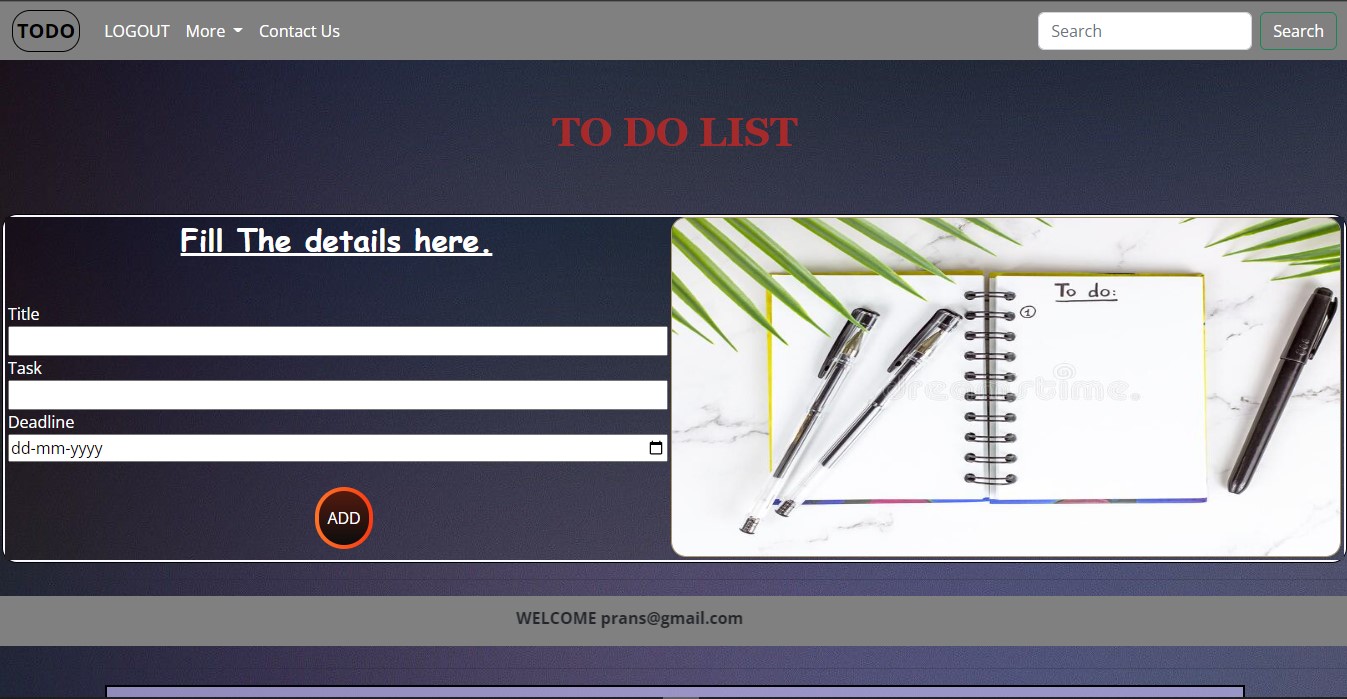 TODO LOGOUT More Contact Us Search Search
TO DO LIST
Fill The details here.
Title
Task
Deadline
dd-mm-yyyy
ADD
To do:
1
dreamstime.
WELCOME prans@gmail.com